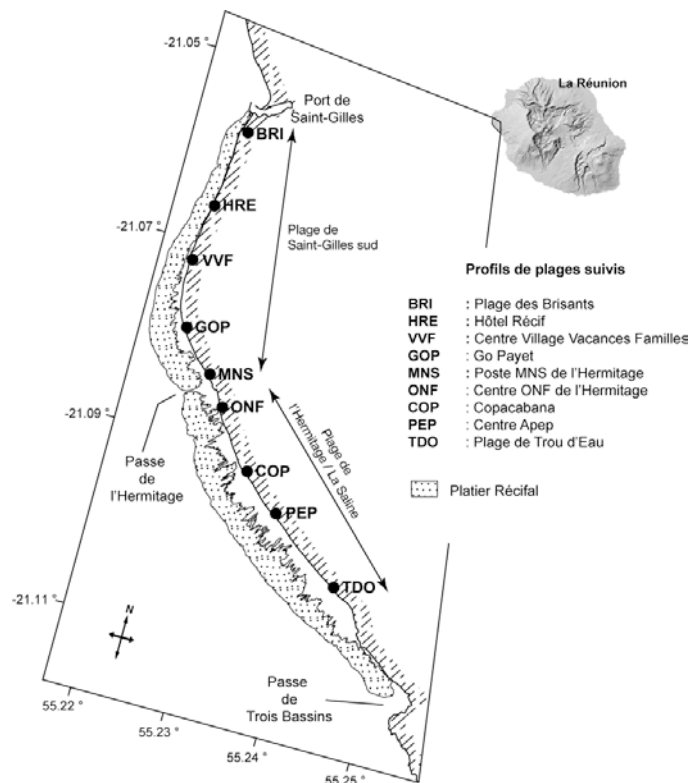 -21.05 °
La Réunion
Port de
Saint-Gilles
BRI
HRE
-21.07 °
Plage de
Saint-Gilles sud
VVF
Profils de plages suivis
BRI : Plage des Brisants
HRE : Hôtel Récif
VVF : Centre Village Vacances Familles
GOP : Go Payet
MNS : Poste MNS de l'Hermitage
ONF : Centre ONF de l'Hermitage
COP : Copacabana
PEP : Centre Apep
TDO : Plage de Trou d'Eau
Platier Récifal
GOP
MNS
ONF
-21.09 °
Passe
de
l'Hermitage
Plage de
l'Hermitage / La Saline
COP
PEP
TDO
-21.11 °
N
Passe
de
Trois Bassins
55.22 °
55.23 °
55.24 °
55.25 °